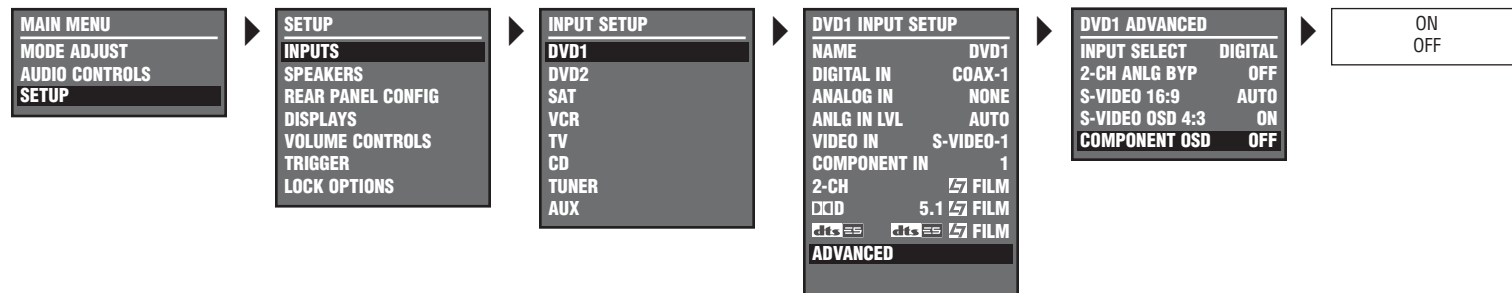 MAIN MENU
MODE ADJUST
AUDIO CONTROLS
SETUP
SETUP
INPUTS
SPEAKERS
REAR PANEL CONFIG
DISPLAYS
VOLUME CONTROLS
TRIGGER
LOCK OPTIONS
INPUT SETUP
DVD1
DVD2
SAT
VCR
TV
CD
TUNER
AUX
DVD1 INPUT SETUP
NAME DVD1
DIGITAL IN COAX-1
ANALOG IN NONE
ANLG IN LVL AUTO
VIDEO IN S-VIDEO-1
COMPONENT IN 1
2-CH FILM
D 5.1 FILM
dts ES dts ES FILM
ADVANCED
DVD1 ADVANCED
INPUT SELECT DIGITAL
2-CH ANLG BYP OFF
S-VIDEO 16:9 AUTO
S-VIDEO OSD 4:3 ON
COMPONENT OSD OFF
ON
OFF